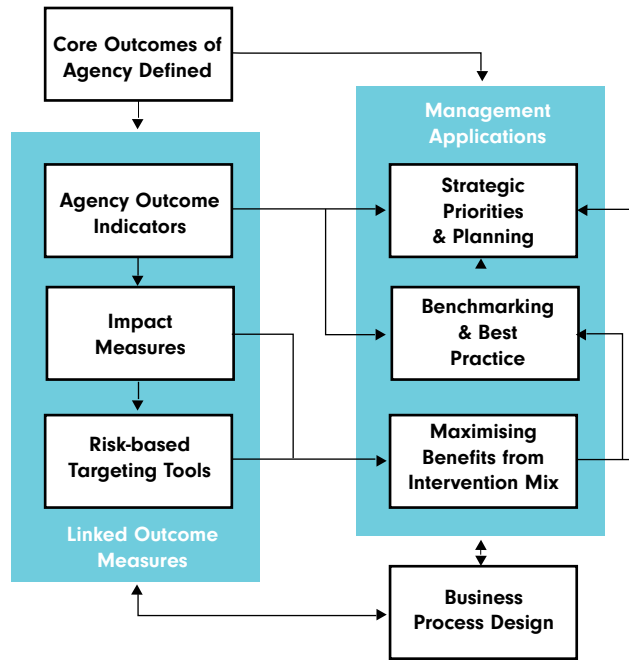 Core Outcomes of
Agency Defined
Management
Applications
Agency Outcome
Indicators
Strategic
Priorities
& Planning
Impact
Measures
Benchmarking
& Best
Practice
Risk-based
Targeting Tools
Maximising
Benefits from
Intervention Mix
Linked Outcome
Measures
Business
Process Design